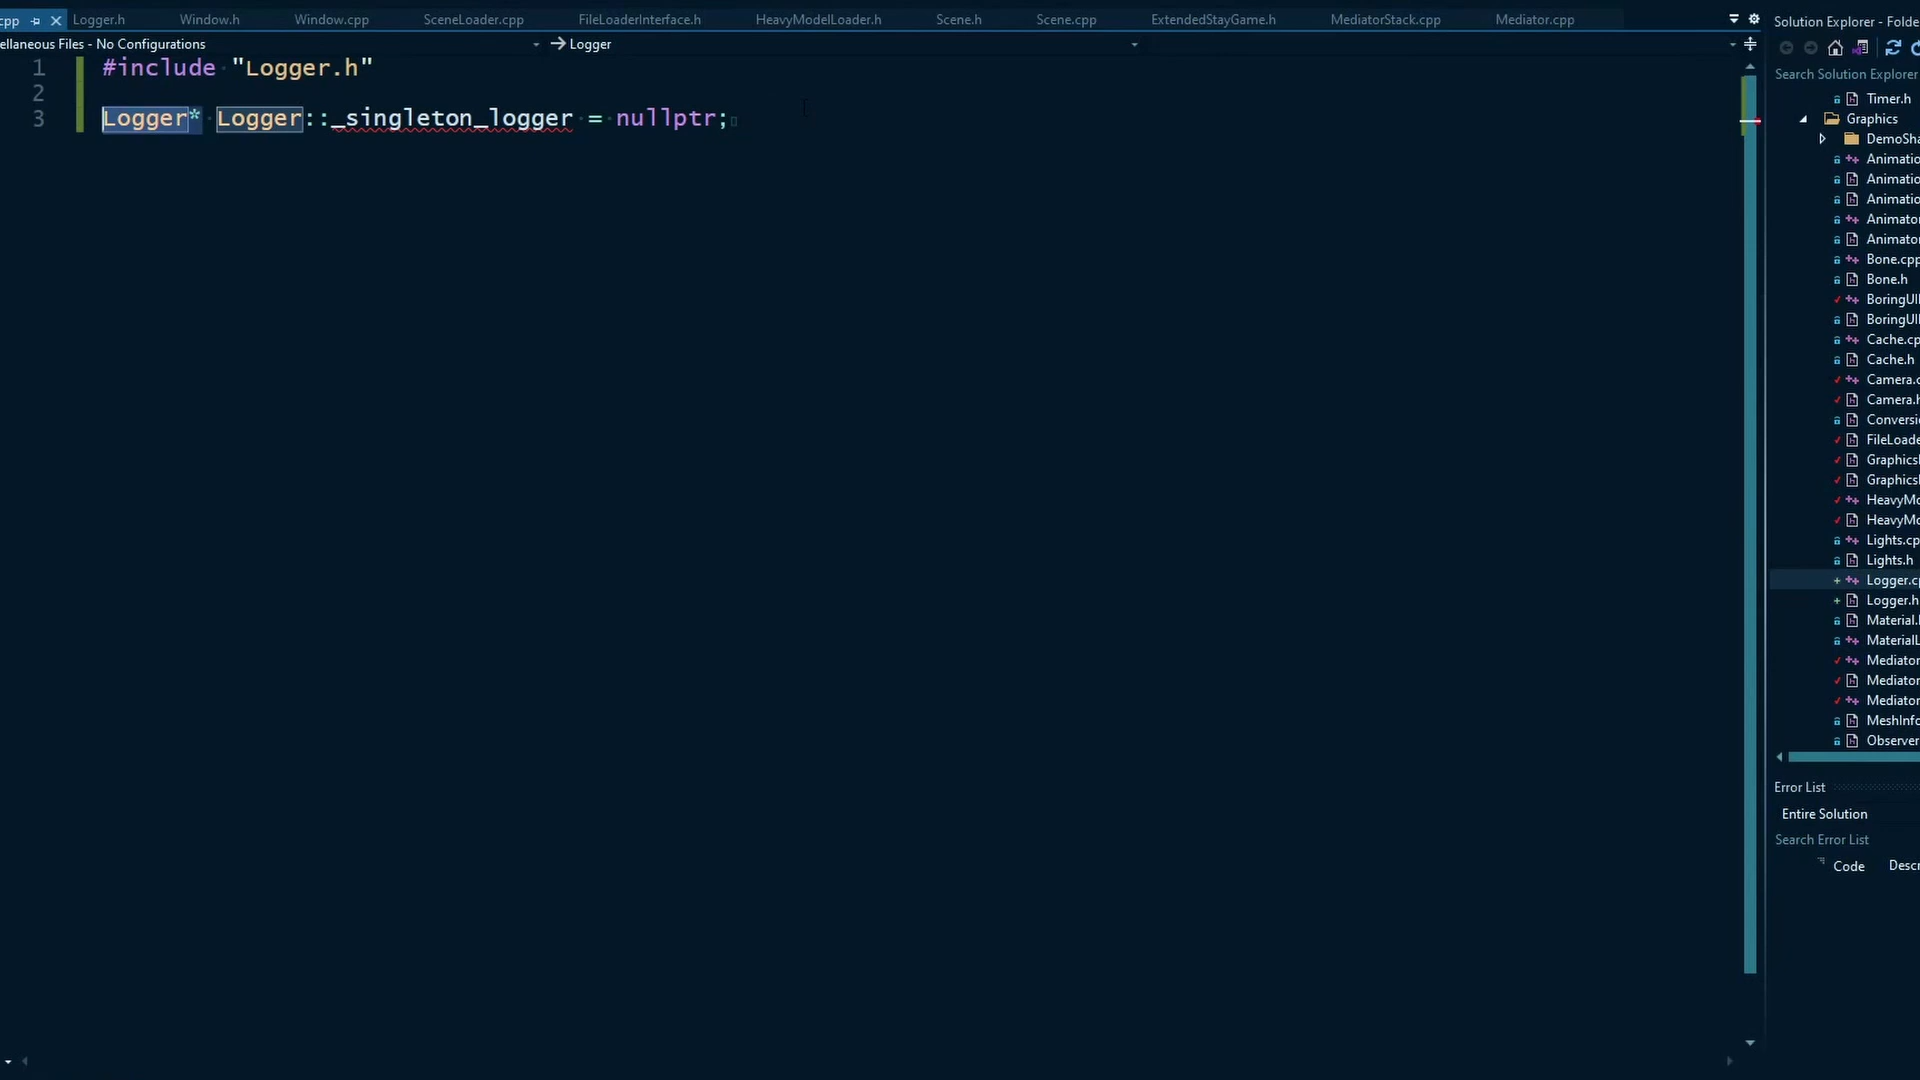 cpp
Logger.h
Window.h
Window.cpp
SceneLoader.cpp
FileLoaderInterface.h
HeavyModelLoader.h
Scene.h
Scene.cpp
ExtendedStayGame.h
MediatorStack.cpp
Mediator.cpp
ellaneous Files - No Configurations
Logger
1 #include "Logger.h"
2
3 Logger* Logger::_singleton_logger = nullptr;
Solution Explorer - Folde
Search Solution Explorer
Timer.h
Graphics
DemoSha
Animatio
Animatio
Animatio
Animator
Animator
Bone.cpp
Bone.h
BoringUI
BoringUI
Cache.cp
Cache.h
Camera.c
Camera.h
Conversi
FileLoade
Graphics
Graphics
HeavyMo
HeavyMo
Lights.cp
Lights.h
Logger.c
Logger.h
Material.
MaterialL
Mediator
Mediator
Mediator
MeshInfo
Observer
Error List
Entire Solution
Search Error List
Code Descr